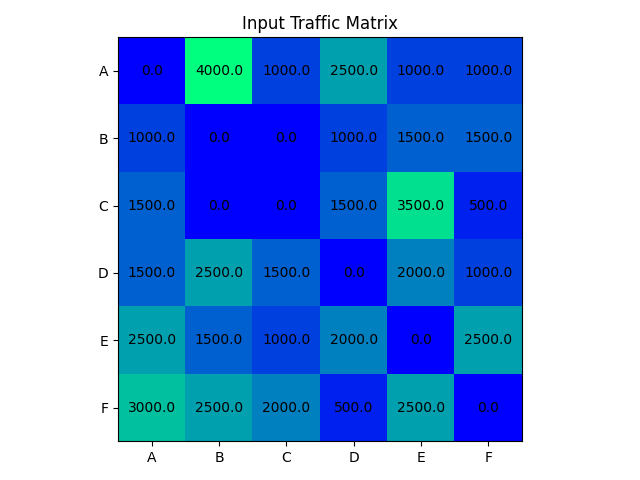 Input Traffic Matrix
A 0.0 4000.0 1000.0 2500.0 1000.0 1000.0
B 1000.0 0.0 0.0 1000.0 1500.0 1500.0
C 1500.0 0.0 0.0 1500.0 3500.0 500.0
D 1500.0 2500.0 1500.0 0.0 2000.0 1000.0
E 2500.0 1500.0 1000.0 2000.0 0.0 2500.0
F 3000.0 2500.0 2000.0 500.0 2500.0 0.0
A B C D E F